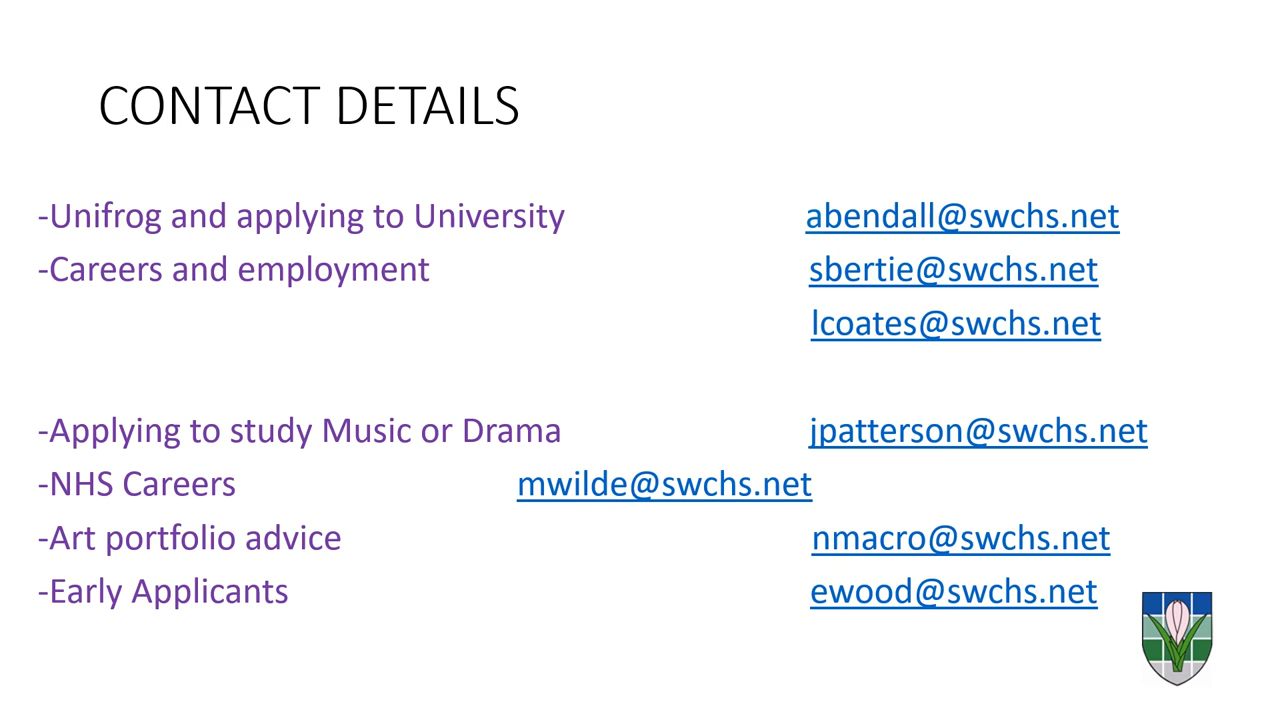 CONTACT DETAILS
-Unifrog and applying to University abendall@swchs.net
-Careers and employment sbertie@swchs.net
lcoates@swchs.net
-Applying to study Music or Drama jpatterson@swchs.net
-NHS Careers mwilde@swchs.net
-Art portfolio advice nmacro@swchs.net
-Early Applicants ewood@swchs.net